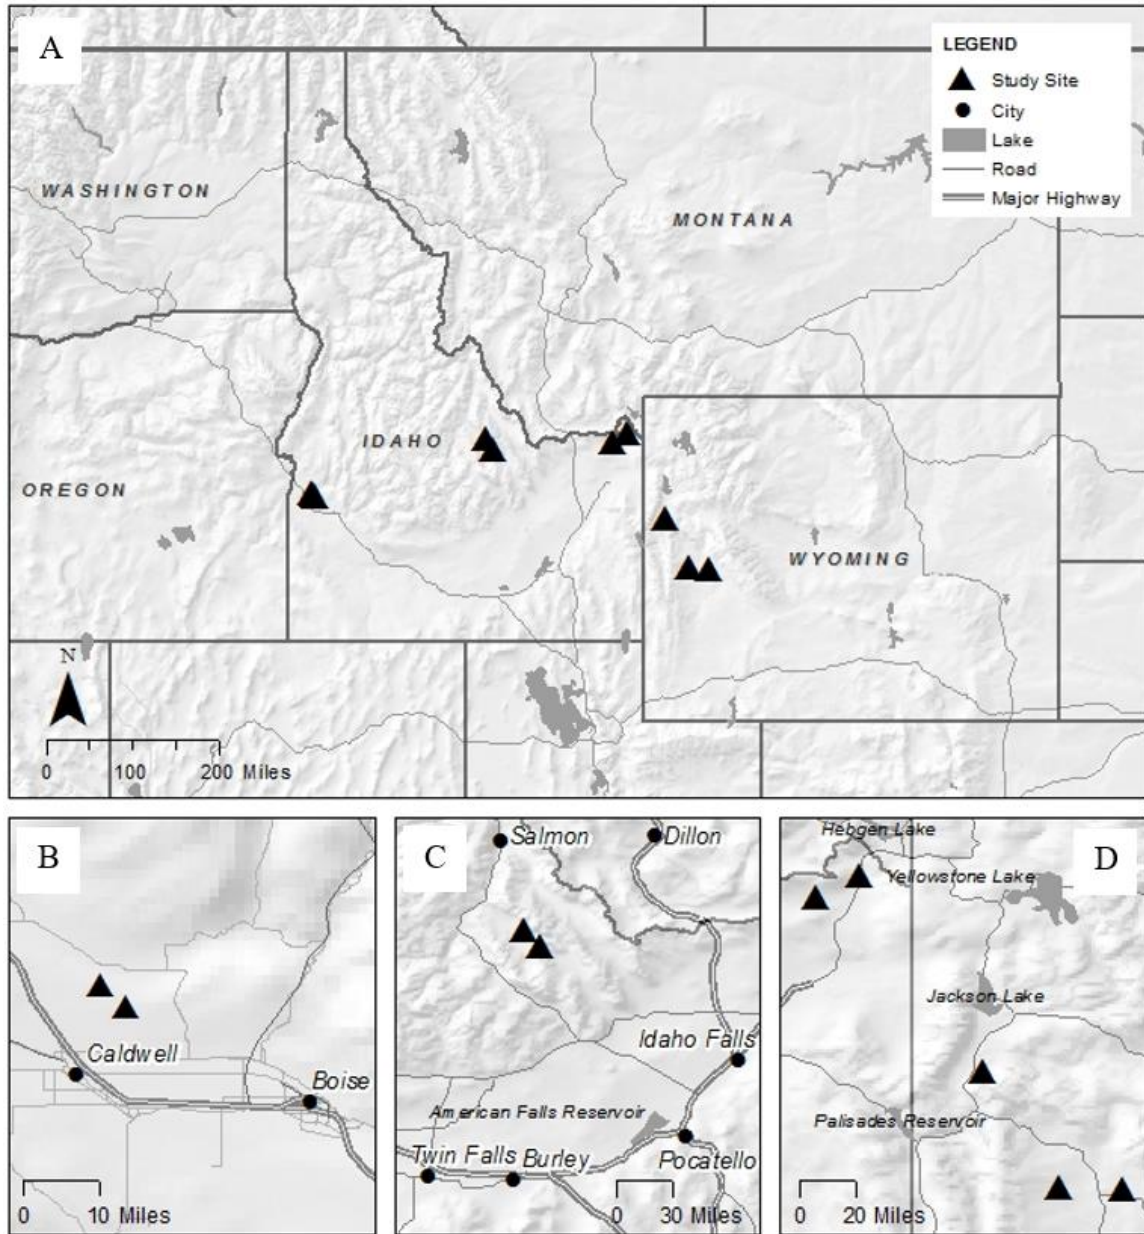 A
LEGEND
Study Site
City
Lake
Road
Major Highway
WASHINGTON
MONTANA
IDAHO
OREGON
WYOMING
N
0 100 200 Miles
B
Caldwell
Boise
0 10 Miles
C
Salmon
Dillon
Idaho Falls
American Falls Reservoir
Twin Falls
Burley
Pocatello
0 30 Miles
D
Hebgen Lake
Yellowstone Lake
Jackson Lake
Palisades Reservoir
0 20 Miles